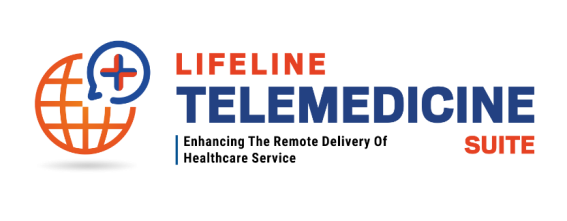 LIFELINE
TELEMEDICINE
SUITE
Enhancing The Remote Delivery Of
Healthcare Service